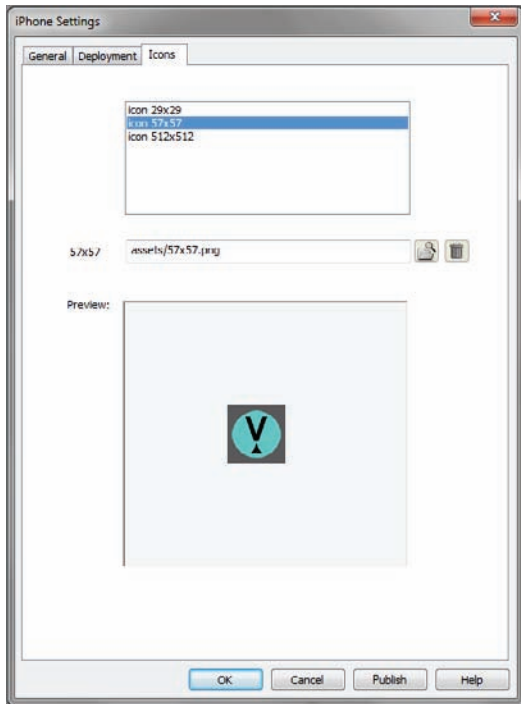 iPhone Settings
General Deployment Icons
icon 29x29
icon 57x57
icon 512x512
57x57 assets/57x57.png
Preview:
V
OK Cancel Publish Help